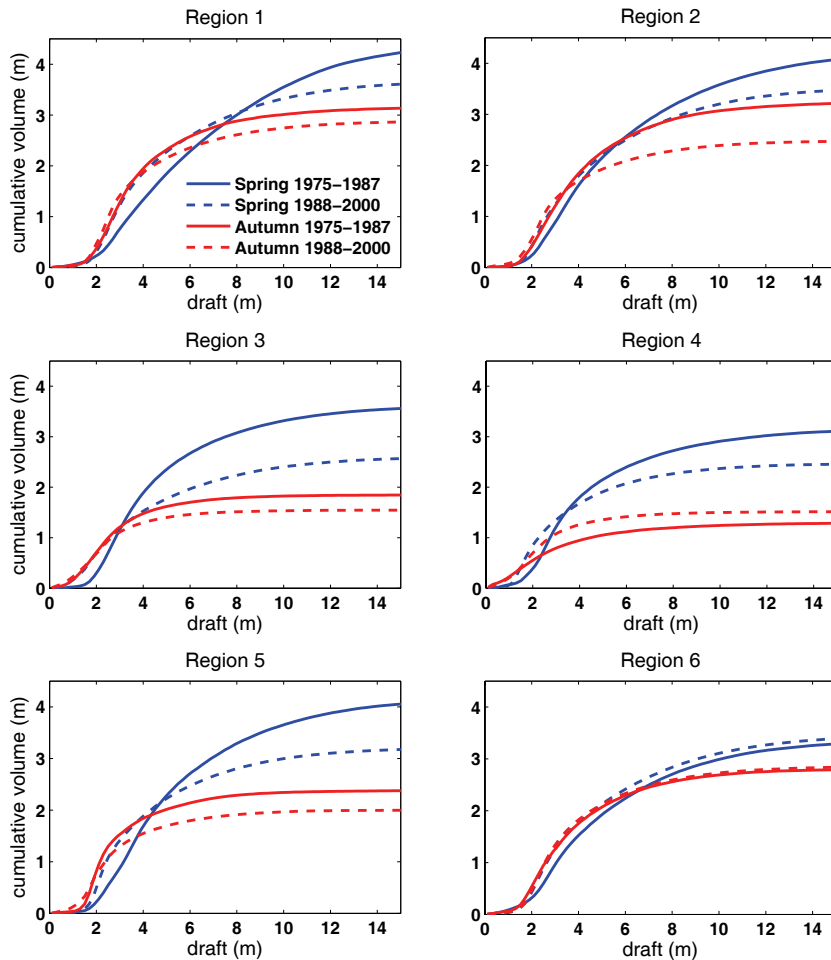 Region 1
Region 2
cumulative volume (m)
4
3
2
1
0
Spring 1975−1987
Spring 1988−2000
Autumn 1975−1987
Autumn 1988−2000
0 2 4 6 8 10 12 14
draft (m)
4
3
2
1
0
0 2 4 6 8 10 12 14
draft (m)
Region 3
Region 4
cumulative volume (m)
4
3
2
1
0
0 2 4 6 8 10 12 14
draft (m)
4
3
2
1
0
0 2 4 6 8 10 12 14
draft (m)
Region 5
Region 6
cumulative volume (m)
4
3
2
1
0
0 2 4 6 8 10 12 14
draft (m)
4
3
2
1
0
0 2 4 6 8 10 12 14
draft (m)